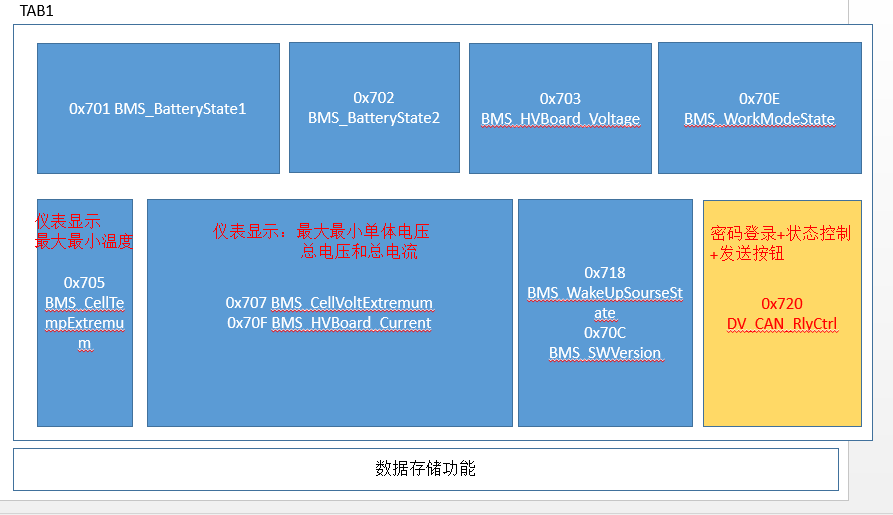 TAB1
0x701 BMS_BatteryState1
0x702
BMS_BatteryState2
0x703
BMS_HVBoard_Voltage
0x70E
BMS_WorkModeState
仪表显示
最大最小温度
0x705
BMS_CellTe
mpExtremu
m
仪表显示：最大最小单体电压
总电压和总电流
0x707 BMS_CellVoltExtremum
0x70F BMS_HVBoard_Current
0x718
BMS_WakeUpSourseSt
ate
0x70C
BMS_SWVersion
密码登录+状态控制
+发送按钮
0x720
DV_CAN_RlyCtrl
数据存储功能